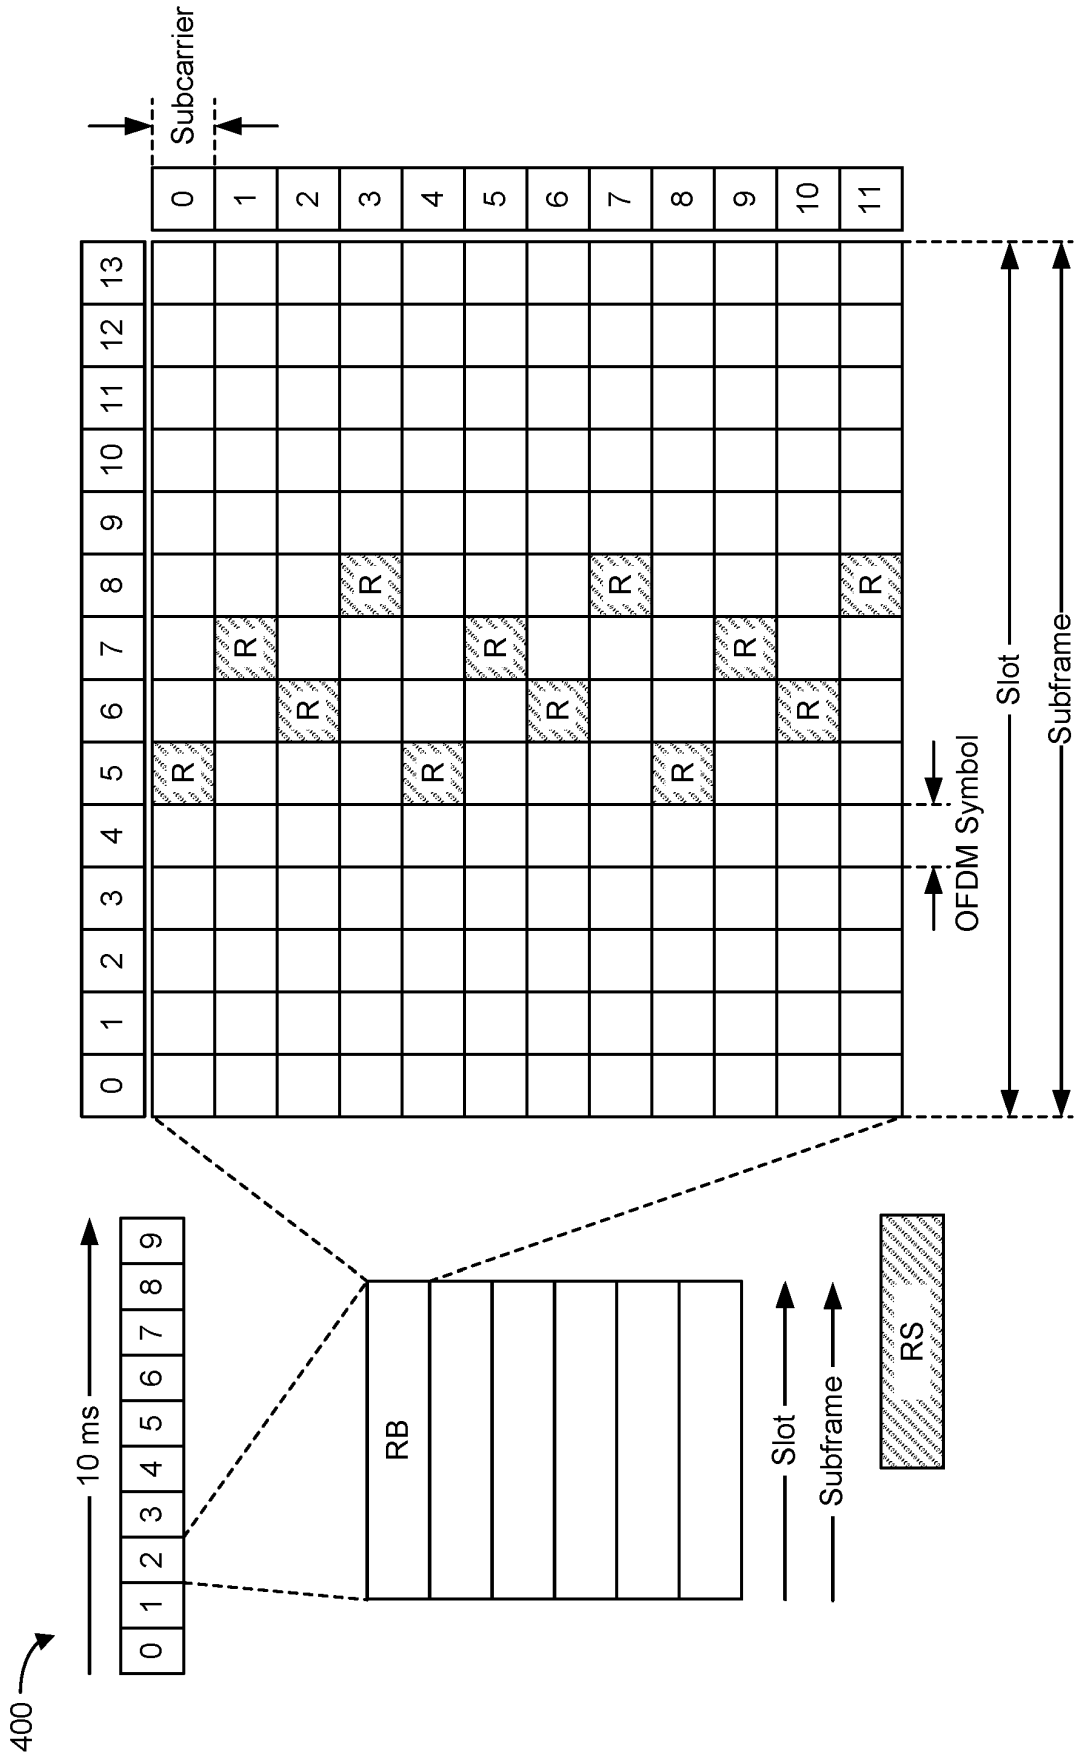 400
10 ms
0 1 2 3 4 5 6 7 8 9
RB
Slot
Subframe
RS
0 1 2 3 4 5 6 7 8 9 10 11 12 13
Subcarrier
R 0
R 1
R 2
R 3
R 4
R 5
R 6
R 7
R 8
R 9
R 10
R 11
OFDM Symbol
Slot
Subframe